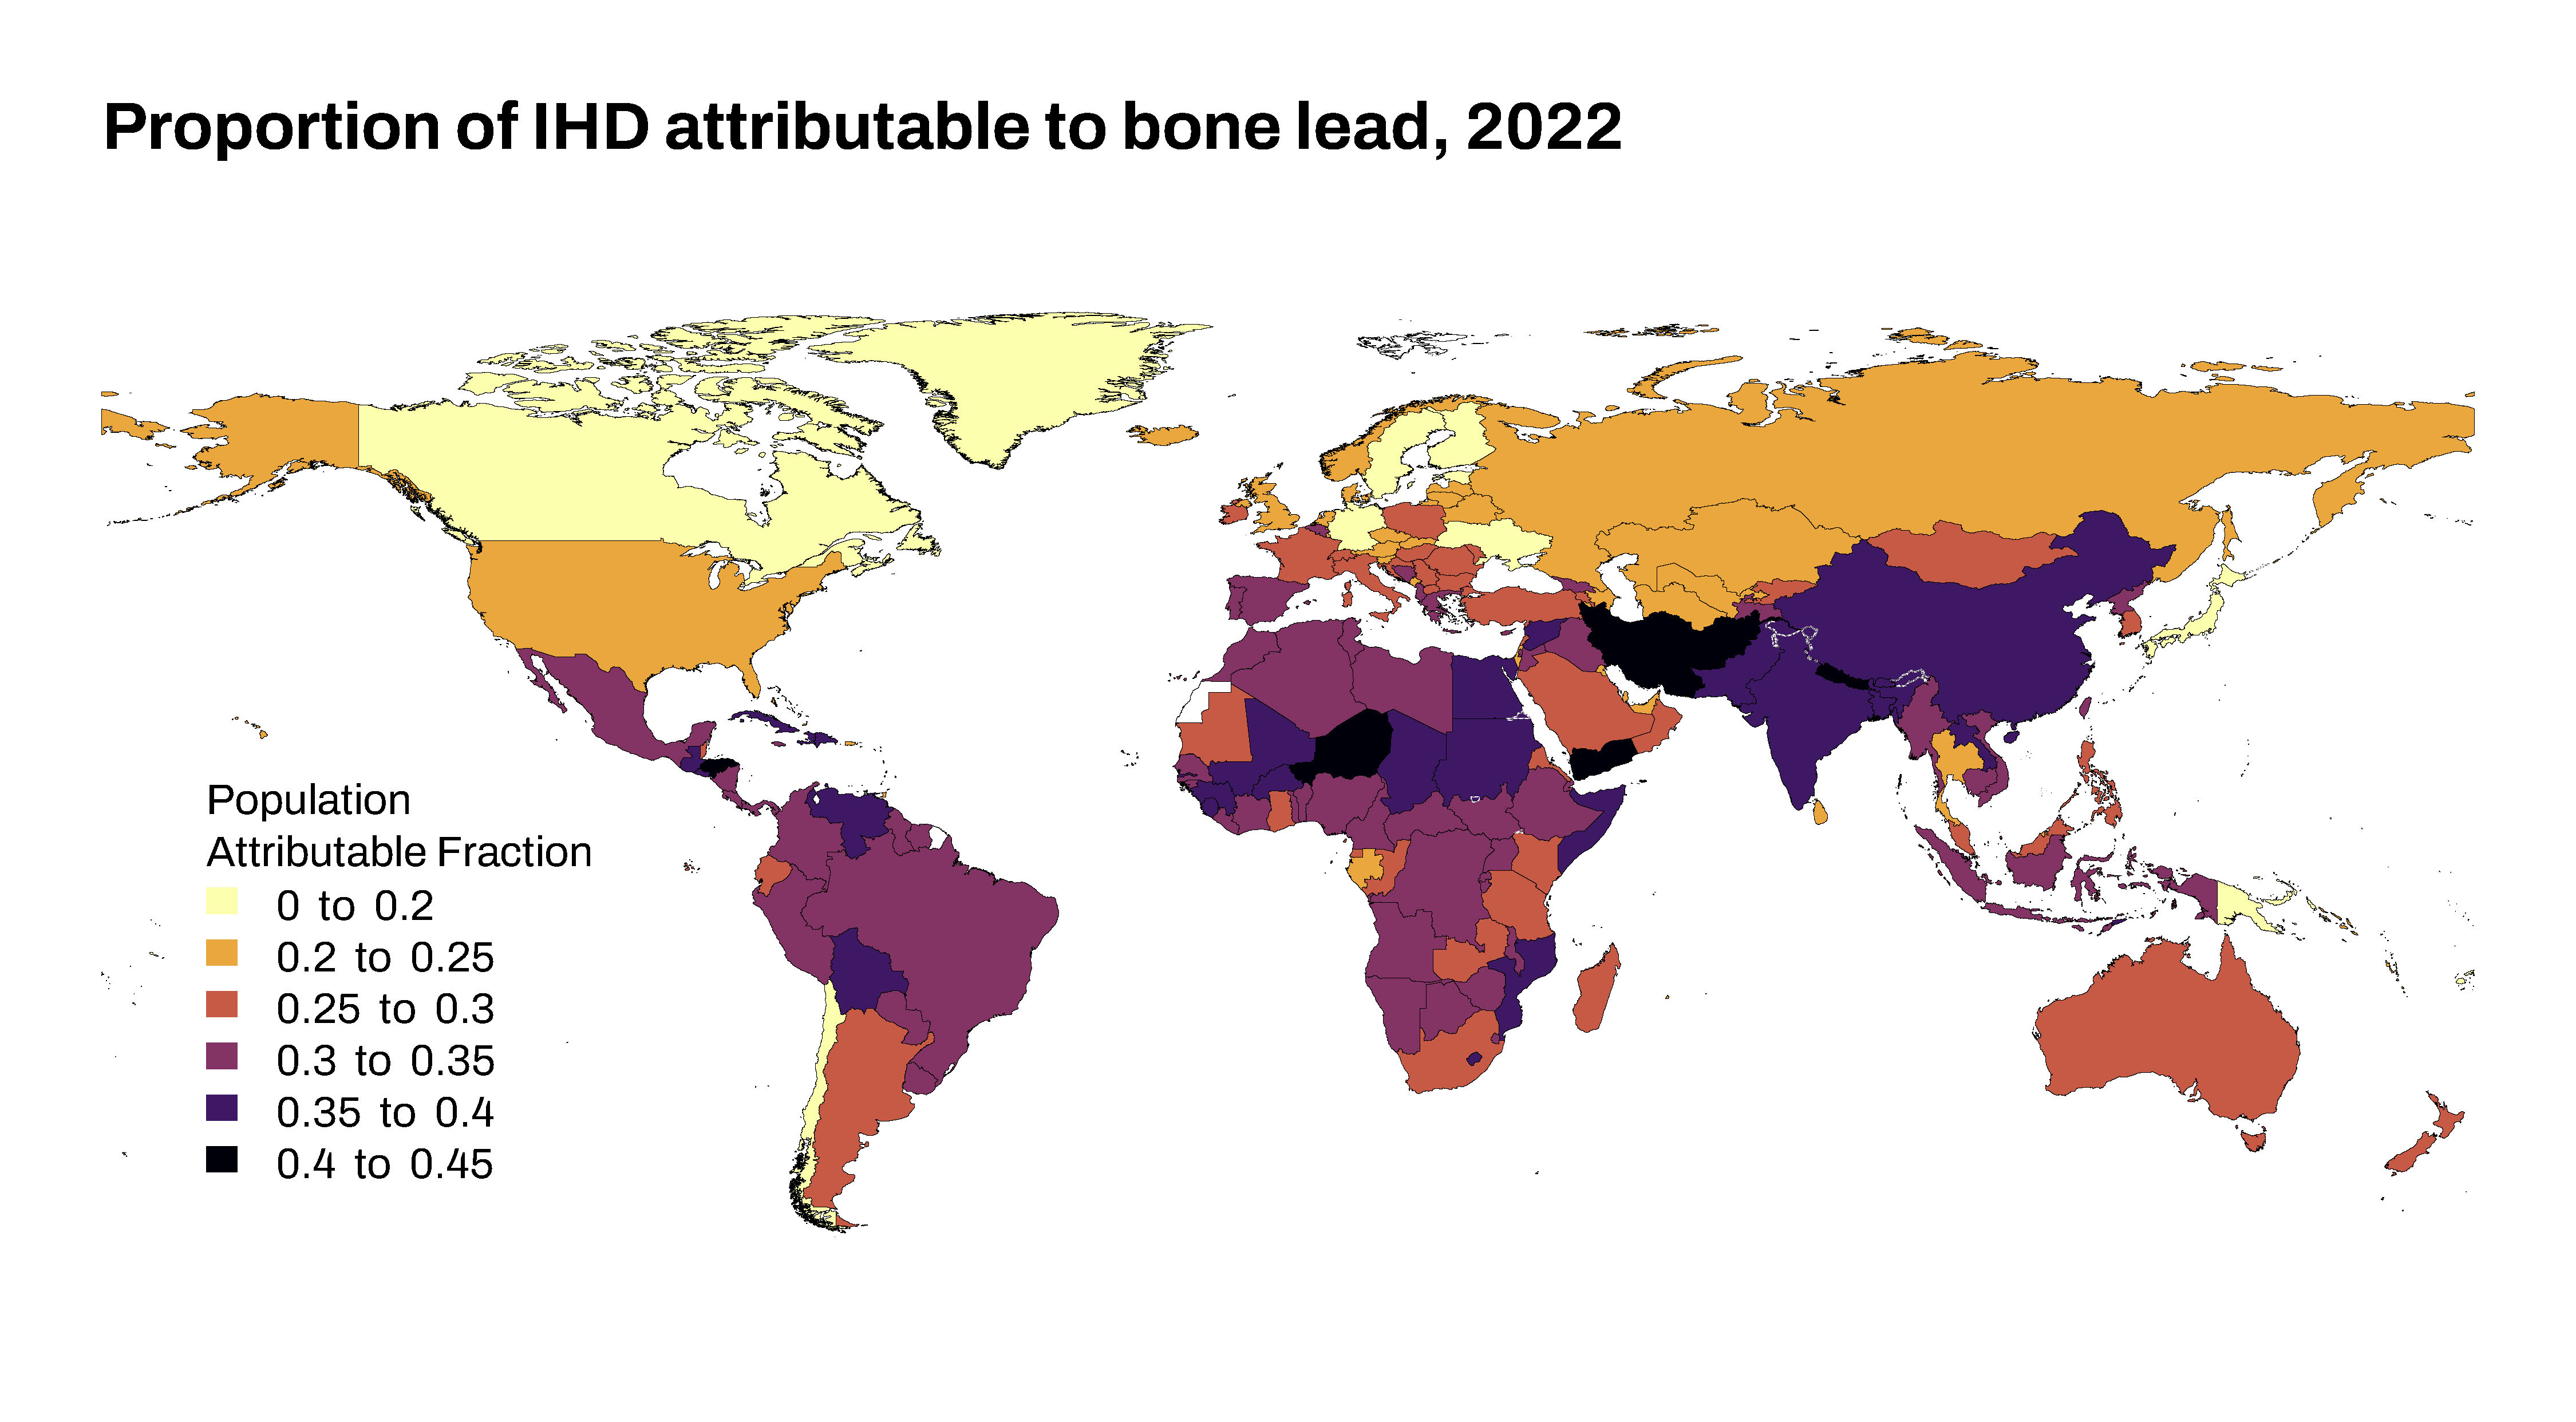 Proportion of IHD attributable to bone lead, 2022
Population
Attributable Fraction
0 to 0.2
0.2 to 0.25
0.25 to 0.3
0.3 to 0.35
0.35 to 0.4
0.4 to 0.45